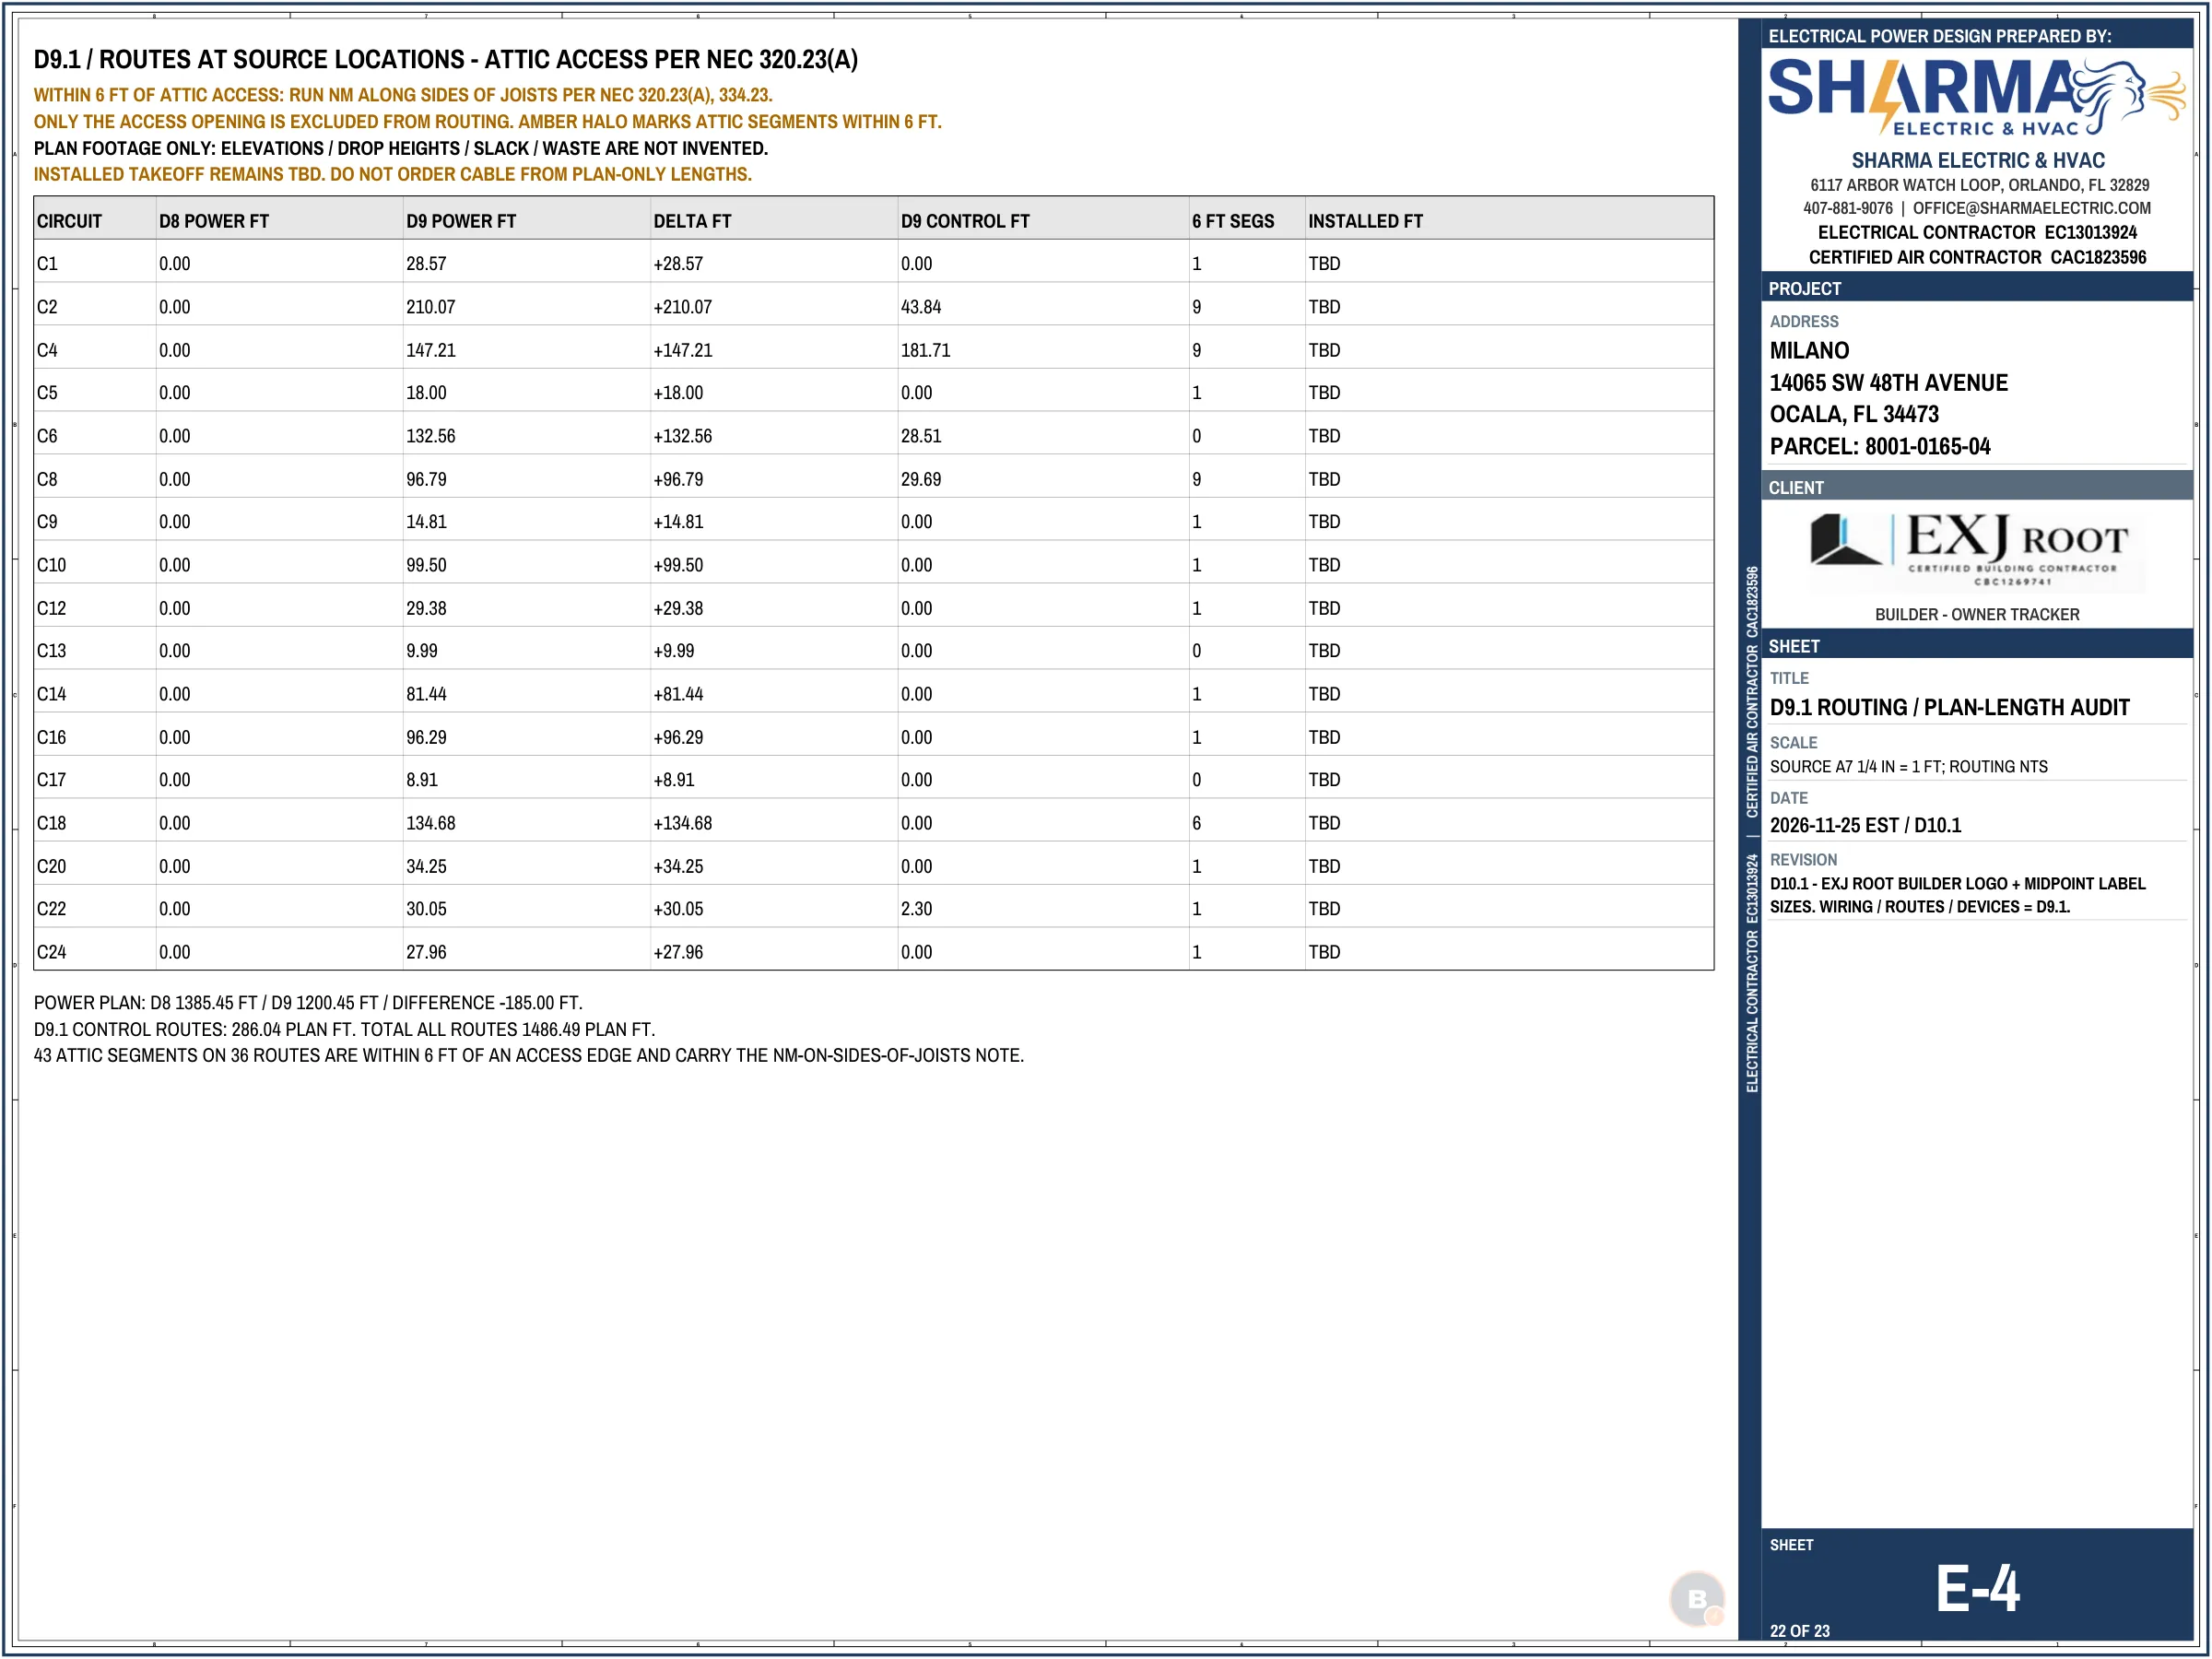 D9.1 / ROUTES AT SOURCE LOCATIONS - ATTIC ACCESS PER NEC 320.23(A)
WITHIN 6 FT OF ATTIC ACCESS: RUN NM ALONG SIDES OF JOISTS PER NEC 320.23(A), 334.23.
ONLY THE ACCESS OPENING IS EXCLUDED FROM ROUTING. AMBER HALO MARKS ATTIC SEGMENTS WITHIN 6 FT.
PLAN FOOTAGE ONLY: ELEVATIONS / DROP HEIGHTS / SLACK / WASTE ARE NOT INVENTED.
INSTALLED TAKEOFF REMAINS TBD. DO NOT ORDER CABLE FROM PLAN-ONLY LENGTHS.
CIRCUIT D8 POWER FT D9 POWER FT DELTA FT D9 CONTROL FT 6 FT SEGS INSTALLED FT
C1 0.00 28.57 +28.57 0.00 1 TBD
C2 0.00 210.07 +210.07 43.84 9 TBD
C4 0.00 147.21 +147.21 181.71 9 TBD
C5 0.00 18.00 +18.00 0.00 1 TBD
C6 0.00 132.56 +132.56 28.51 0 TBD
C8 0.00 96.79 +96.79 29.69 9 TBD
C9 0.00 14.81 +14.81 0.00 1 TBD
C10 0.00 99.50 +99.50 0.00 1 TBD
C12 0.00 29.38 +29.38 0.00 1 TBD
C13 0.00 9.99 +9.99 0.00 0 TBD
C14 0.00 81.44 +81.44 0.00 1 TBD
C16 0.00 96.29 +96.29 0.00 1 TBD
C17 0.00 8.91 +8.91 0.00 0 TBD
C18 0.00 134.68 +134.68 0.00 6 TBD
C20 0.00 34.25 +34.25 0.00 1 TBD
C22 0.00 30.05 +30.05 2.30 1 TBD
C24 0.00 27.96 +27.96 0.00 1 TBD
POWER PLAN: D8 1385.45 FT / D9 1200.45 FT / DIFFERENCE -185.00 FT.
D9.1 CONTROL ROUTES: 286.04 PLAN FT. TOTAL ALL ROUTES 1486.49 PLAN FT.
43 ATTIC SEGMENTS ON 36 ROUTES ARE WITHIN 6 FT OF AN ACCESS EDGE AND CARRY THE NM-ON-SIDES-OF-JOISTS NOTE.
B
ELECTRICAL CONTRACTOR EC13013924 | CERTIFIED AIR CONTRACTOR CAC1823596
ELECTRICAL POWER DESIGN PREPARED BY:
SHARMA
ELECTRIC & HVAC
SHARMA ELECTRIC & HVAC
6117 ARBOR WATCH LOOP, ORLANDO, FL 32829
407-881-9076 | OFFICE@SHARMAELECTRIC.COM
ELECTRICAL CONTRACTOR EC13013924
CERTIFIED AIR CONTRACTOR CAC1823596
PROJECT
ADDRESS
MILANO
14065 SW 48TH AVENUE
OCALA, FL 34473
PARCEL: 8001-0165-04
CLIENT
EXJ ROOT
CERTIFIED BUILDING CONTRACTOR
CBC1269741
BUILDER - OWNER TRACKER
SHEET
TITLE
D9.1 ROUTING / PLAN-LENGTH AUDIT
SCALE
SOURCE A7 1/4 IN = 1 FT; ROUTING NTS
DATE
2026-11-25 EST / D10.1
REVISION
D10.1 - EXJ ROOT BUILDER LOGO + MIDPOINT LABEL
SIZES. WIRING / ROUTES / DEVICES = D9.1.
SHEET
E-4
22 OF 23